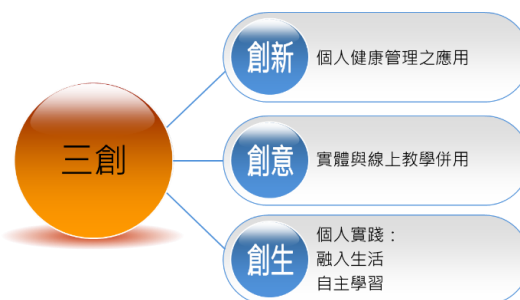 三創
創新
個人健康管理之應用
創意
實體與線上教學併用
創生
個人實踐：
融入生活
自主學習